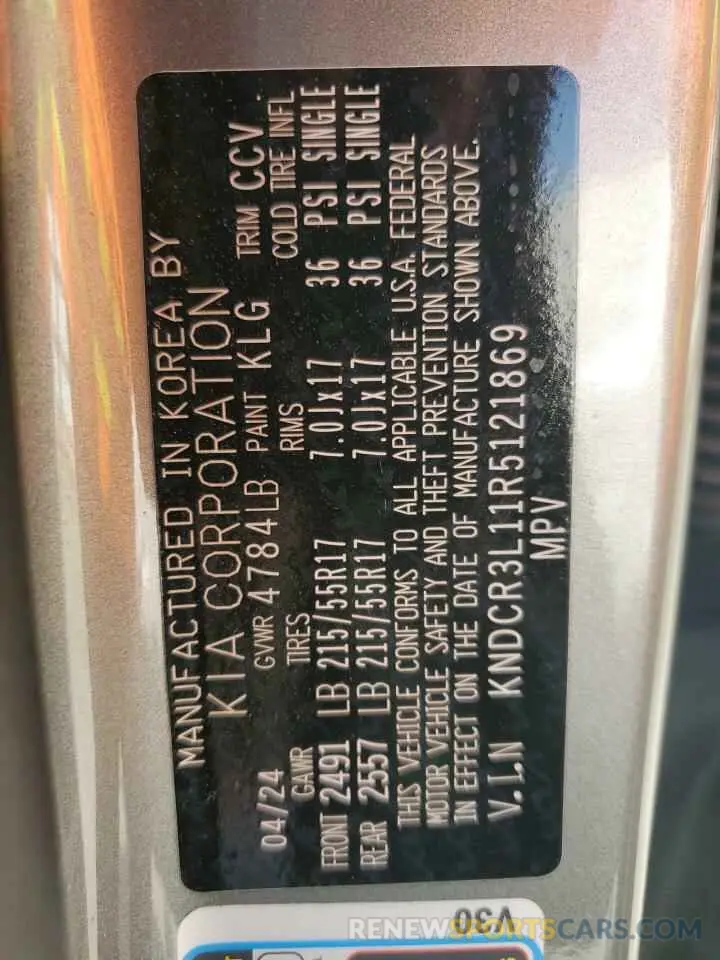 MANUFACTURED IN KOREA BY
KIA CORPORATION
04/24 GVWR 4784LB PAINT KLG TRIM CCV
GAWR TIRES RIMS COLD TIRE INFL.
FRONT 2491 LB 215/55R17 7.0Jx17 36 PSI SINGLE
REAR 2557 LB 215/55R17 7.0Jx17 36 PSI SINGLE
THIS VEHICLE CONFORMS TO ALL APPLICABLE U.S.A. FEDERAL
MOTOR VEHICLE SAFETY AND THEFT PREVENTION STANDARDS
IN EFFECT ON THE DATE OF MANUFACTURE SHOWN ABOVE.
V.I.N KNDCR3L11R5121869
MPV
V30
RENEWSPORTSCARS.COM